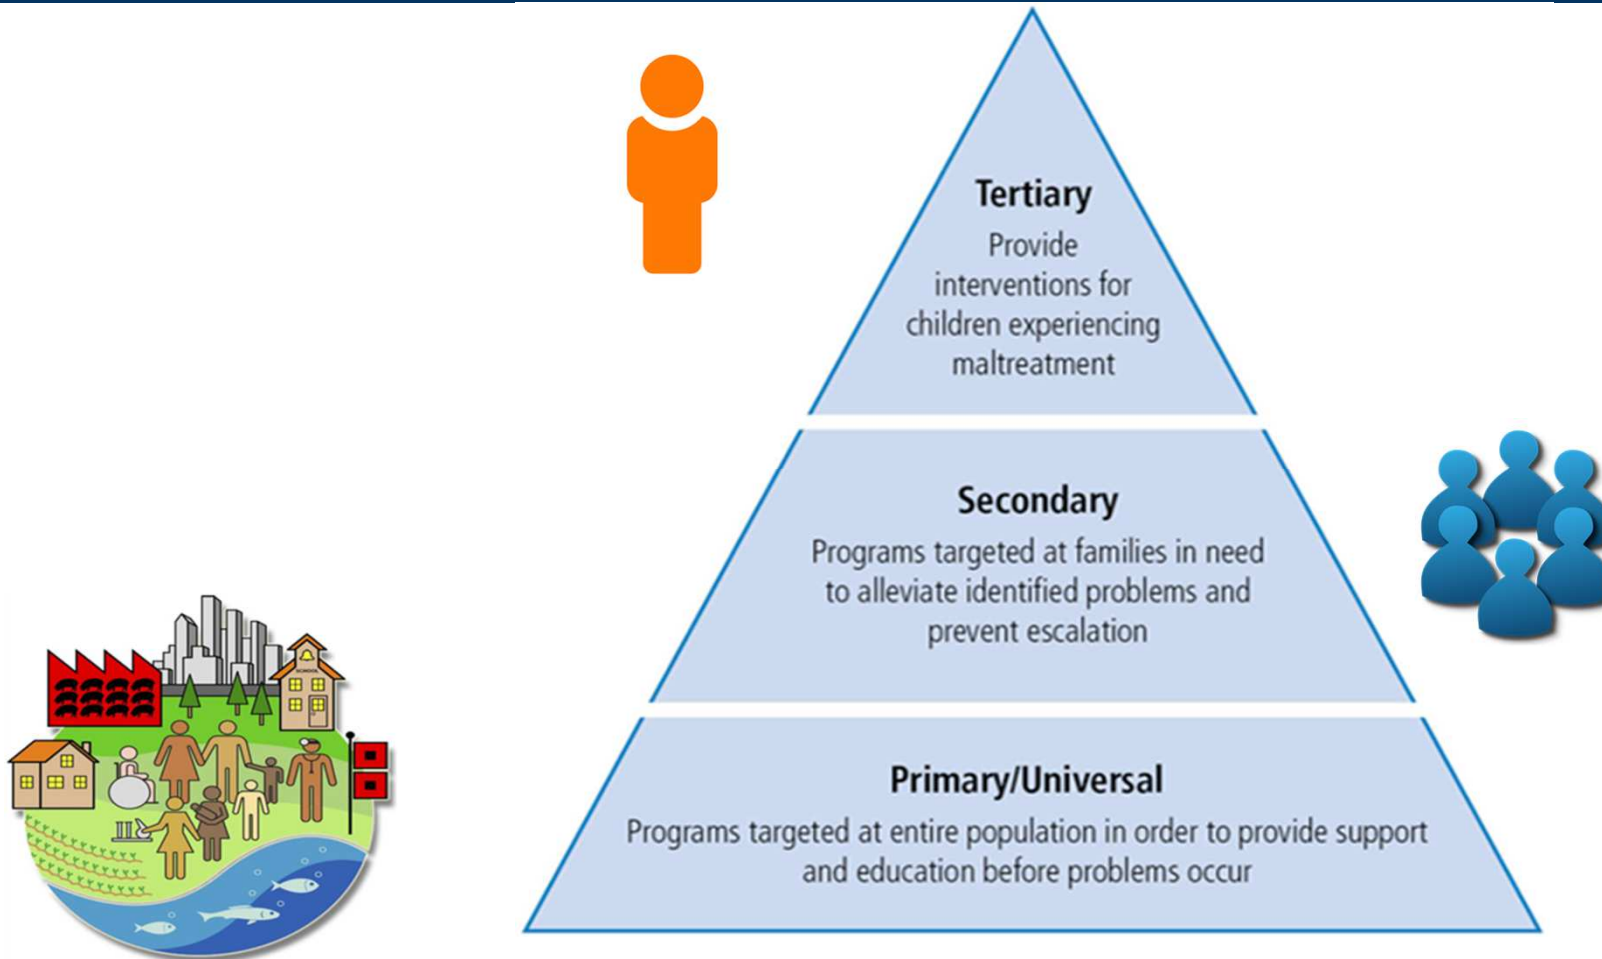 Tertiary
Provide
interventions for
children experiencing
maltreatment
Secondary
Programs targeted at families in need
to alleviate identified problems and
prevent escalation
SCHOOL
Primary/Universal
Programs targeted at entire population in order to provide support
and education before problems occur